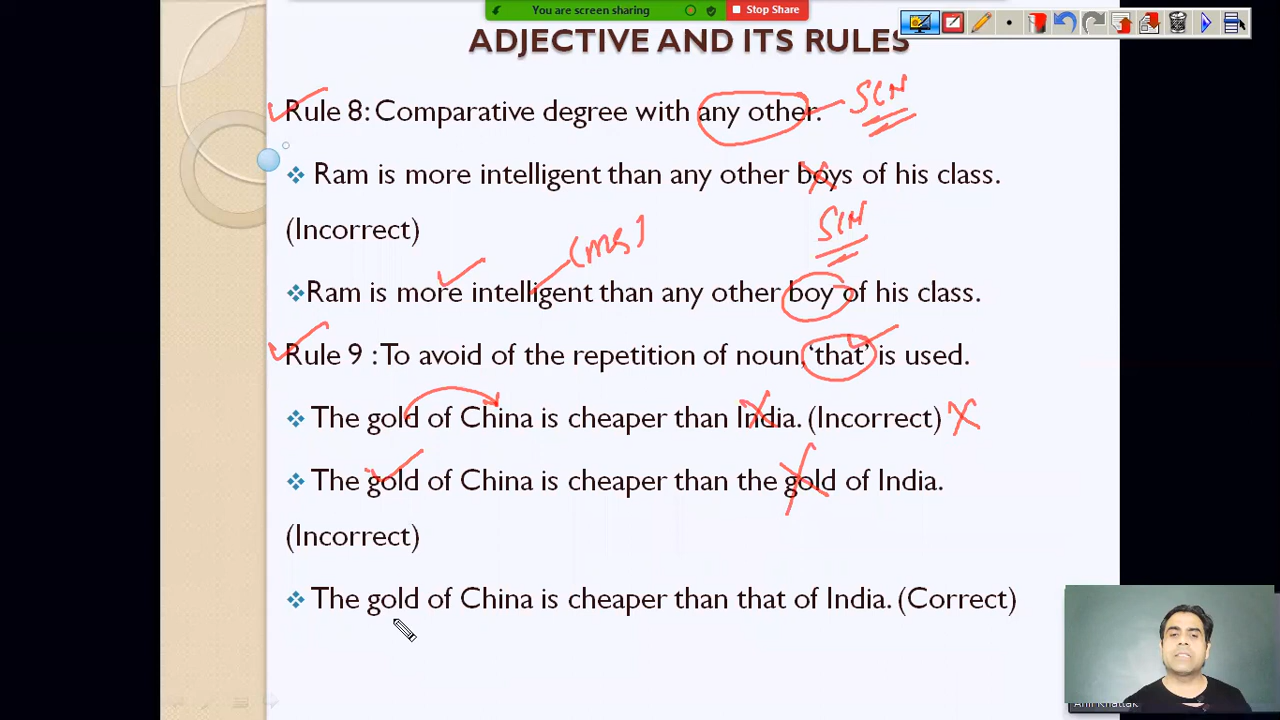 You are screen sharing
Stop Share
ADJECTIVE AND ITS RULES
Rule 8: Comparative degree with any other.
SCN
Ram is more intelligent than any other boys of his class.
(Incorrect)
SCN
Ram is more intelligent than any other boy of his class.
Rule 9 : To avoid of the repetition of noun, ‘that’ is used.
The gold of China is cheaper than India. (Incorrect)
The gold of China is cheaper than the gold of India.
(Incorrect)
The gold of China is cheaper than that of India. (Correct)